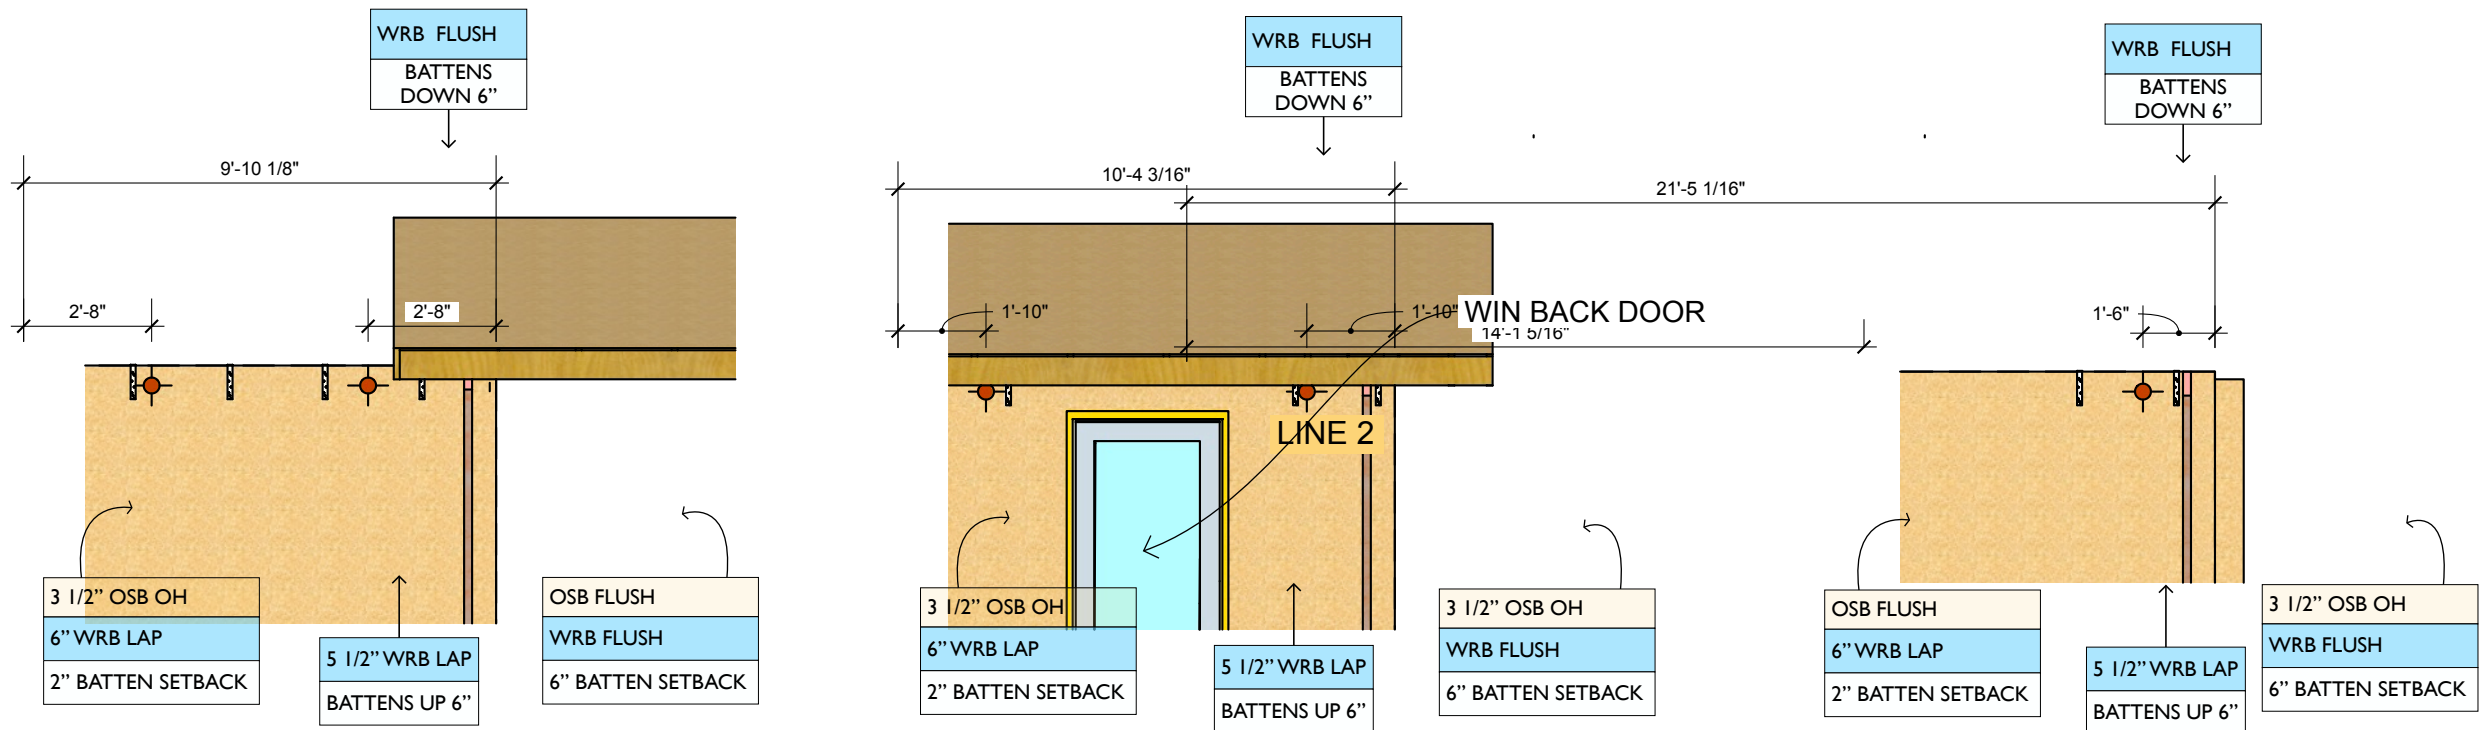 WRB FLUSH
BATTENS
DOWN 6”
WRB FLUSH
BATTENS
DOWN 6”
WRB FLUSH
BATTENS
DOWN 6”
9'-10 1/8"
10'-4 3/16"
21'-5 1/16"
2'-8"
2'-8"
1'-10"
1'-10"
WIN BACK DOOR
14'-1 5/16"
1'-6"
LINE 2
3 1/2” OSB OH
6” WRB LAP
2” BATTEN SETBACK
5 1/2” WRB LAP
BATTENS UP 6”
OSB FLUSH
WRB FLUSH
6” BATTEN SETBACK
3 1/2” OSB OH
6” WRB LAP
2” BATTEN SETBACK
5 1/2” WRB LAP
BATTENS UP 6”
3 1/2” OSB OH
WRB FLUSH
6” BATTEN SETBACK
OSB FLUSH
6” WRB LAP
2” BATTEN SETBACK
5 1/2” WRB LAP
BATTENS UP 6”
3 1/2” OSB OH
WRB FLUSH
6” BATTEN SETBACK